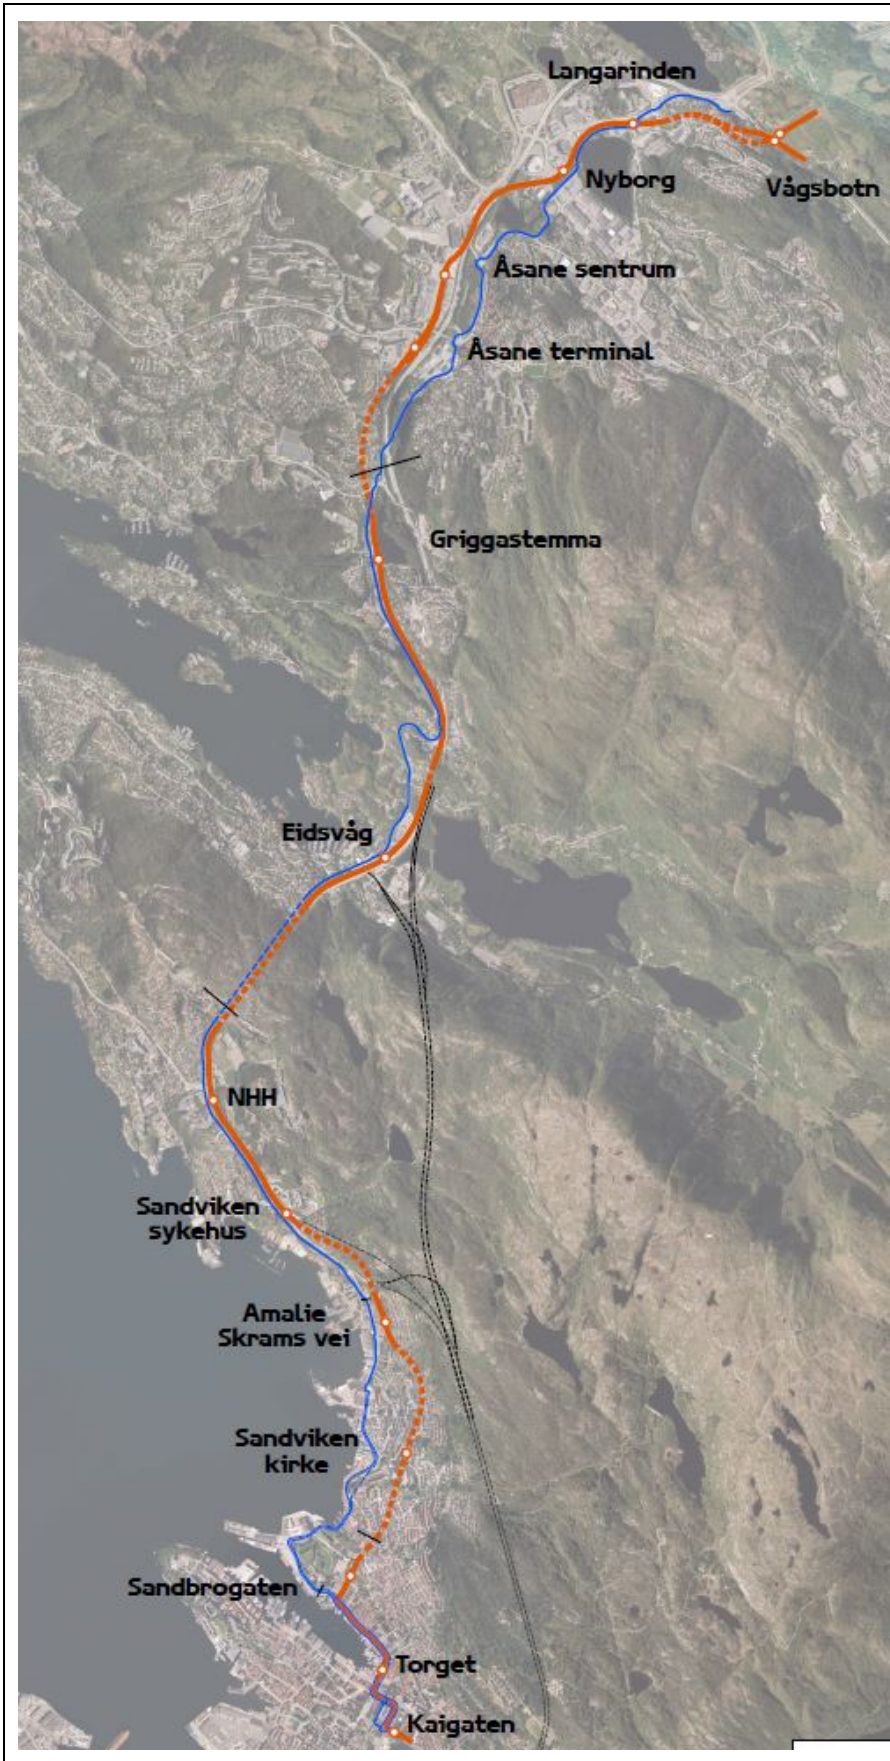 Langarinden
Nyborg
Vågsbotn
Åsane sentrum
Åsane terminal
Griggastemma
Eidsvåg
NHH
Sandviken
sykehus
Amalie
Skrams vei
Sandviken
kirke
Sandbrogaten
Torget
Kaigaten